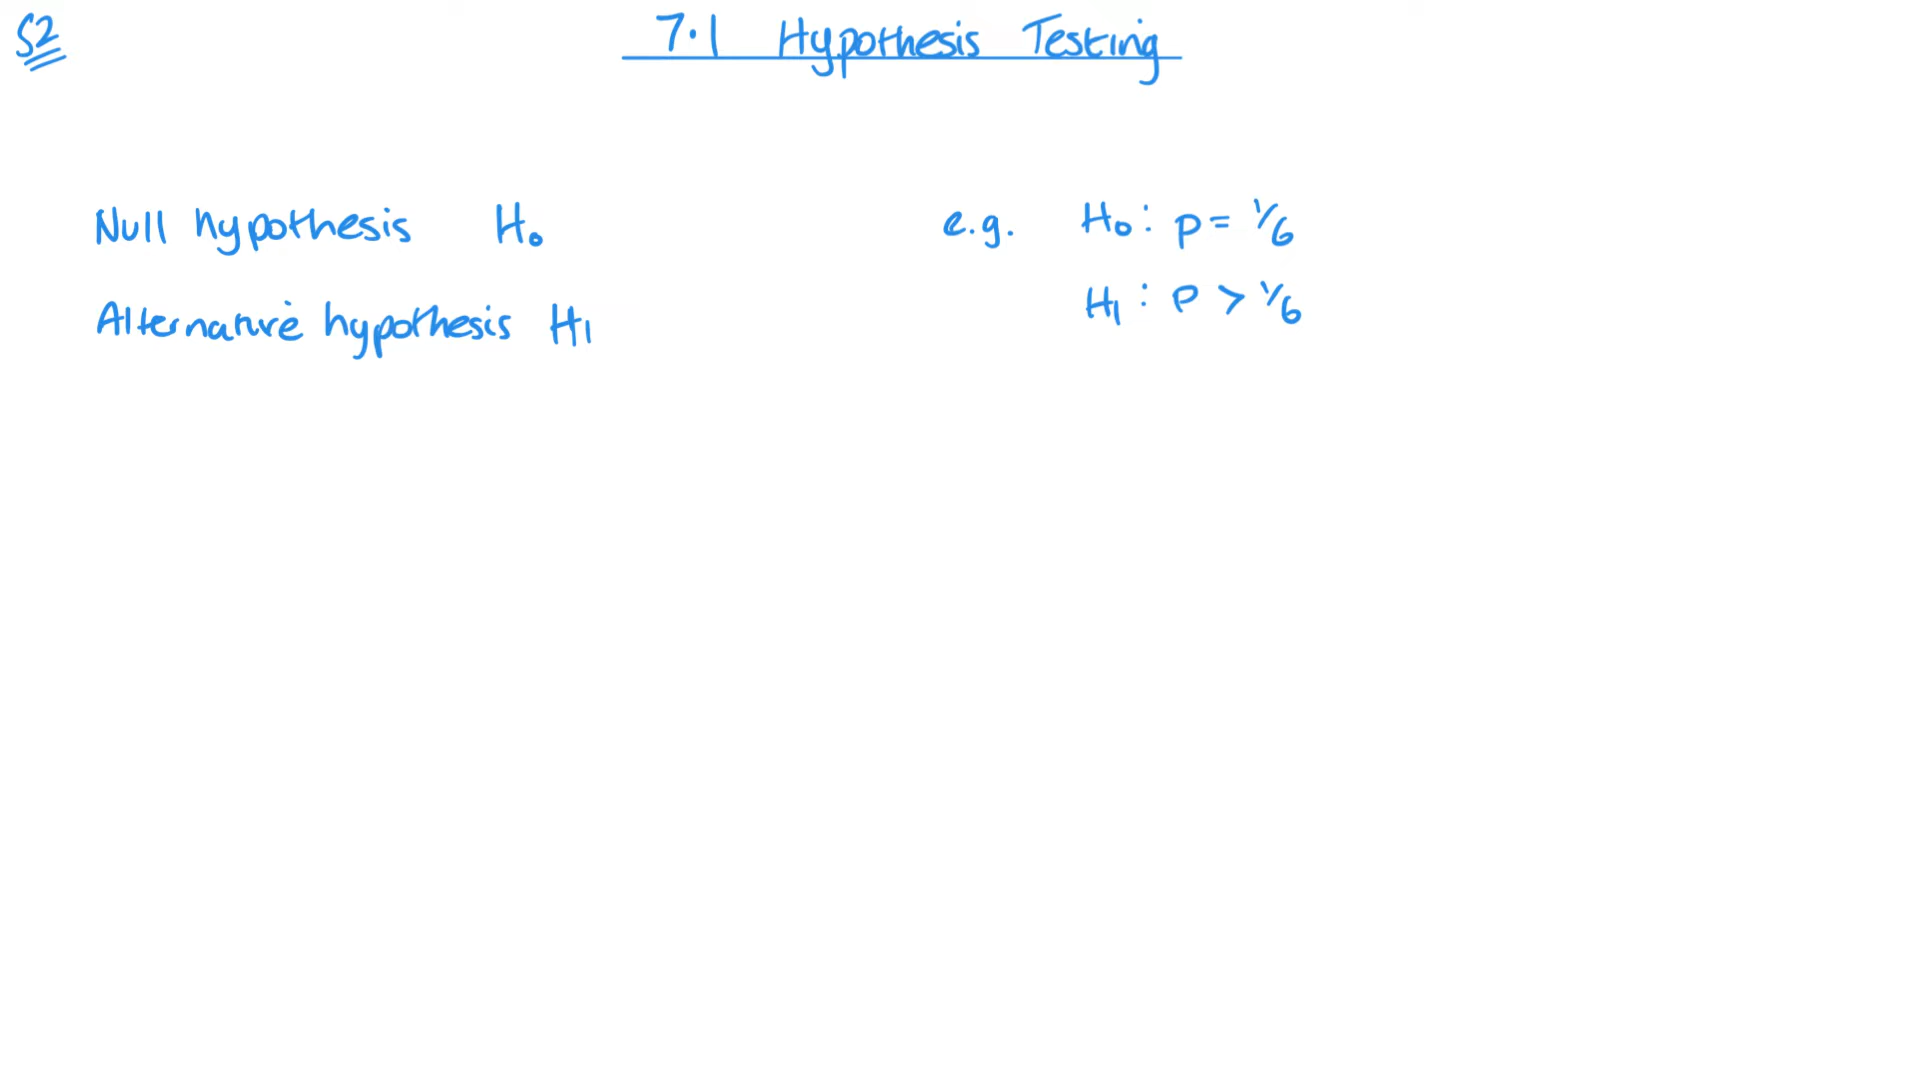 S2
7.1 Hypothesis Testing
Null hypothesis H₀
Alternative hypothesis H₁
e.g. H₀: p = 1/6
H₁: p > 1/6